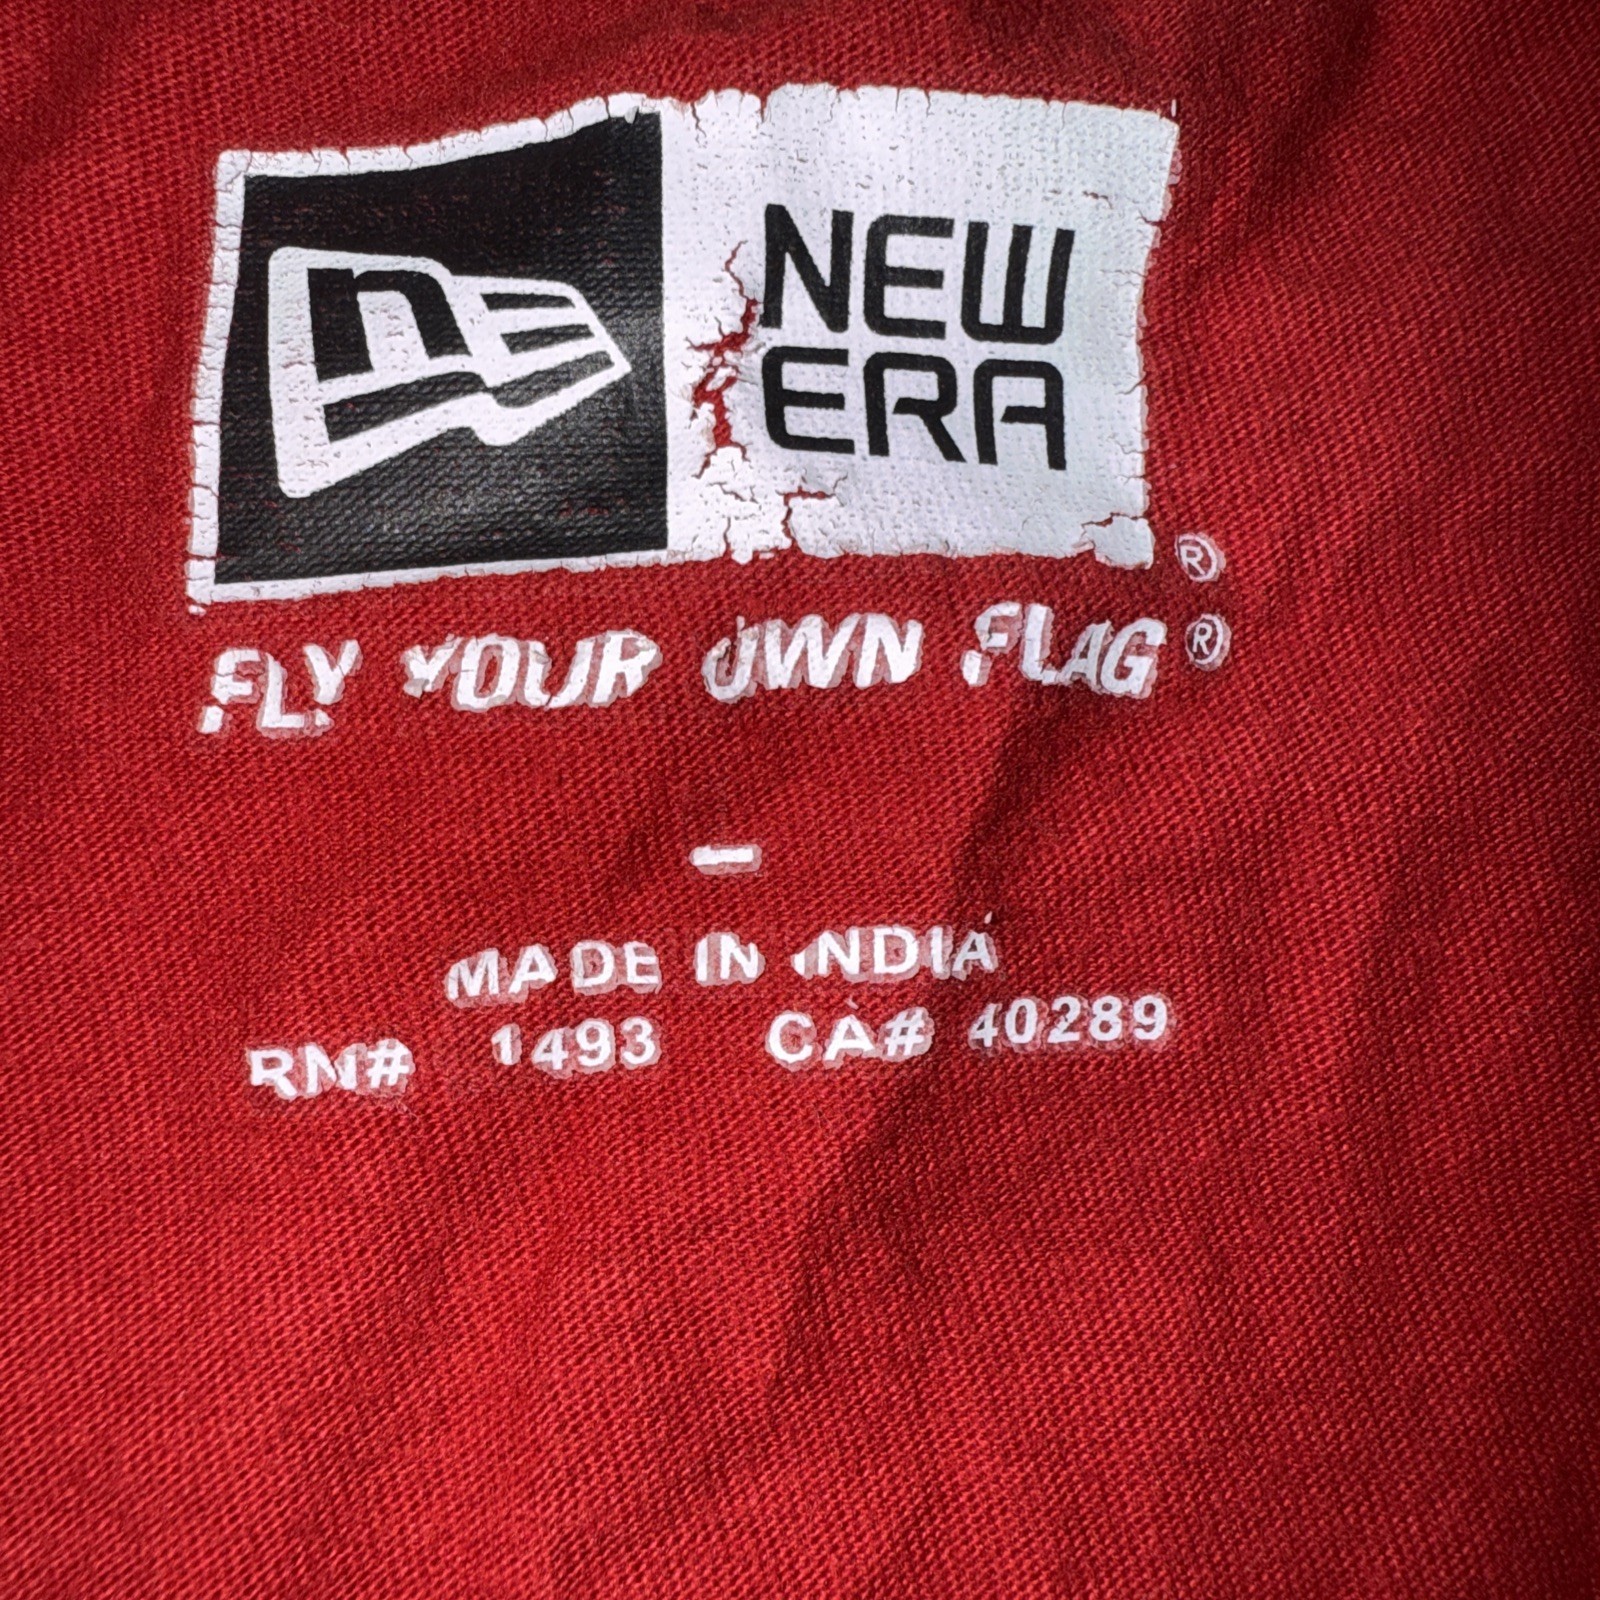 NEW
ERA
®
FLY YOUR OWN FLAG®
-
MADE IN INDIA
RN# 1493 CA# 40289